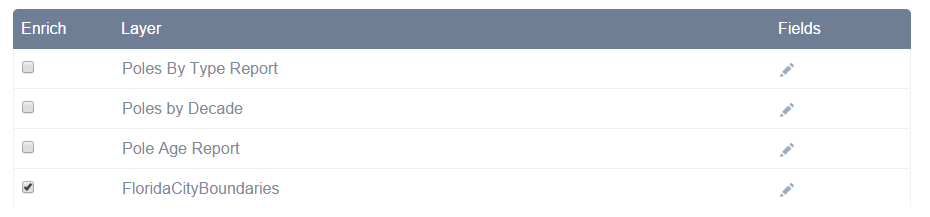 Enrich Layer Fields
Poles By Type Report
Poles by Decade
Pole Age Report
FloridaCityBoundaries